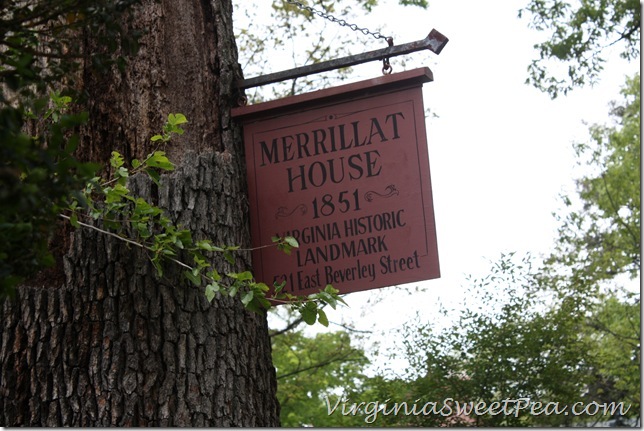 MERRILLAT
HOUSE
1851
VIRGINIA HISTORIC
LANDMARK
East Beverley Street
VirginiaSweetPea.com